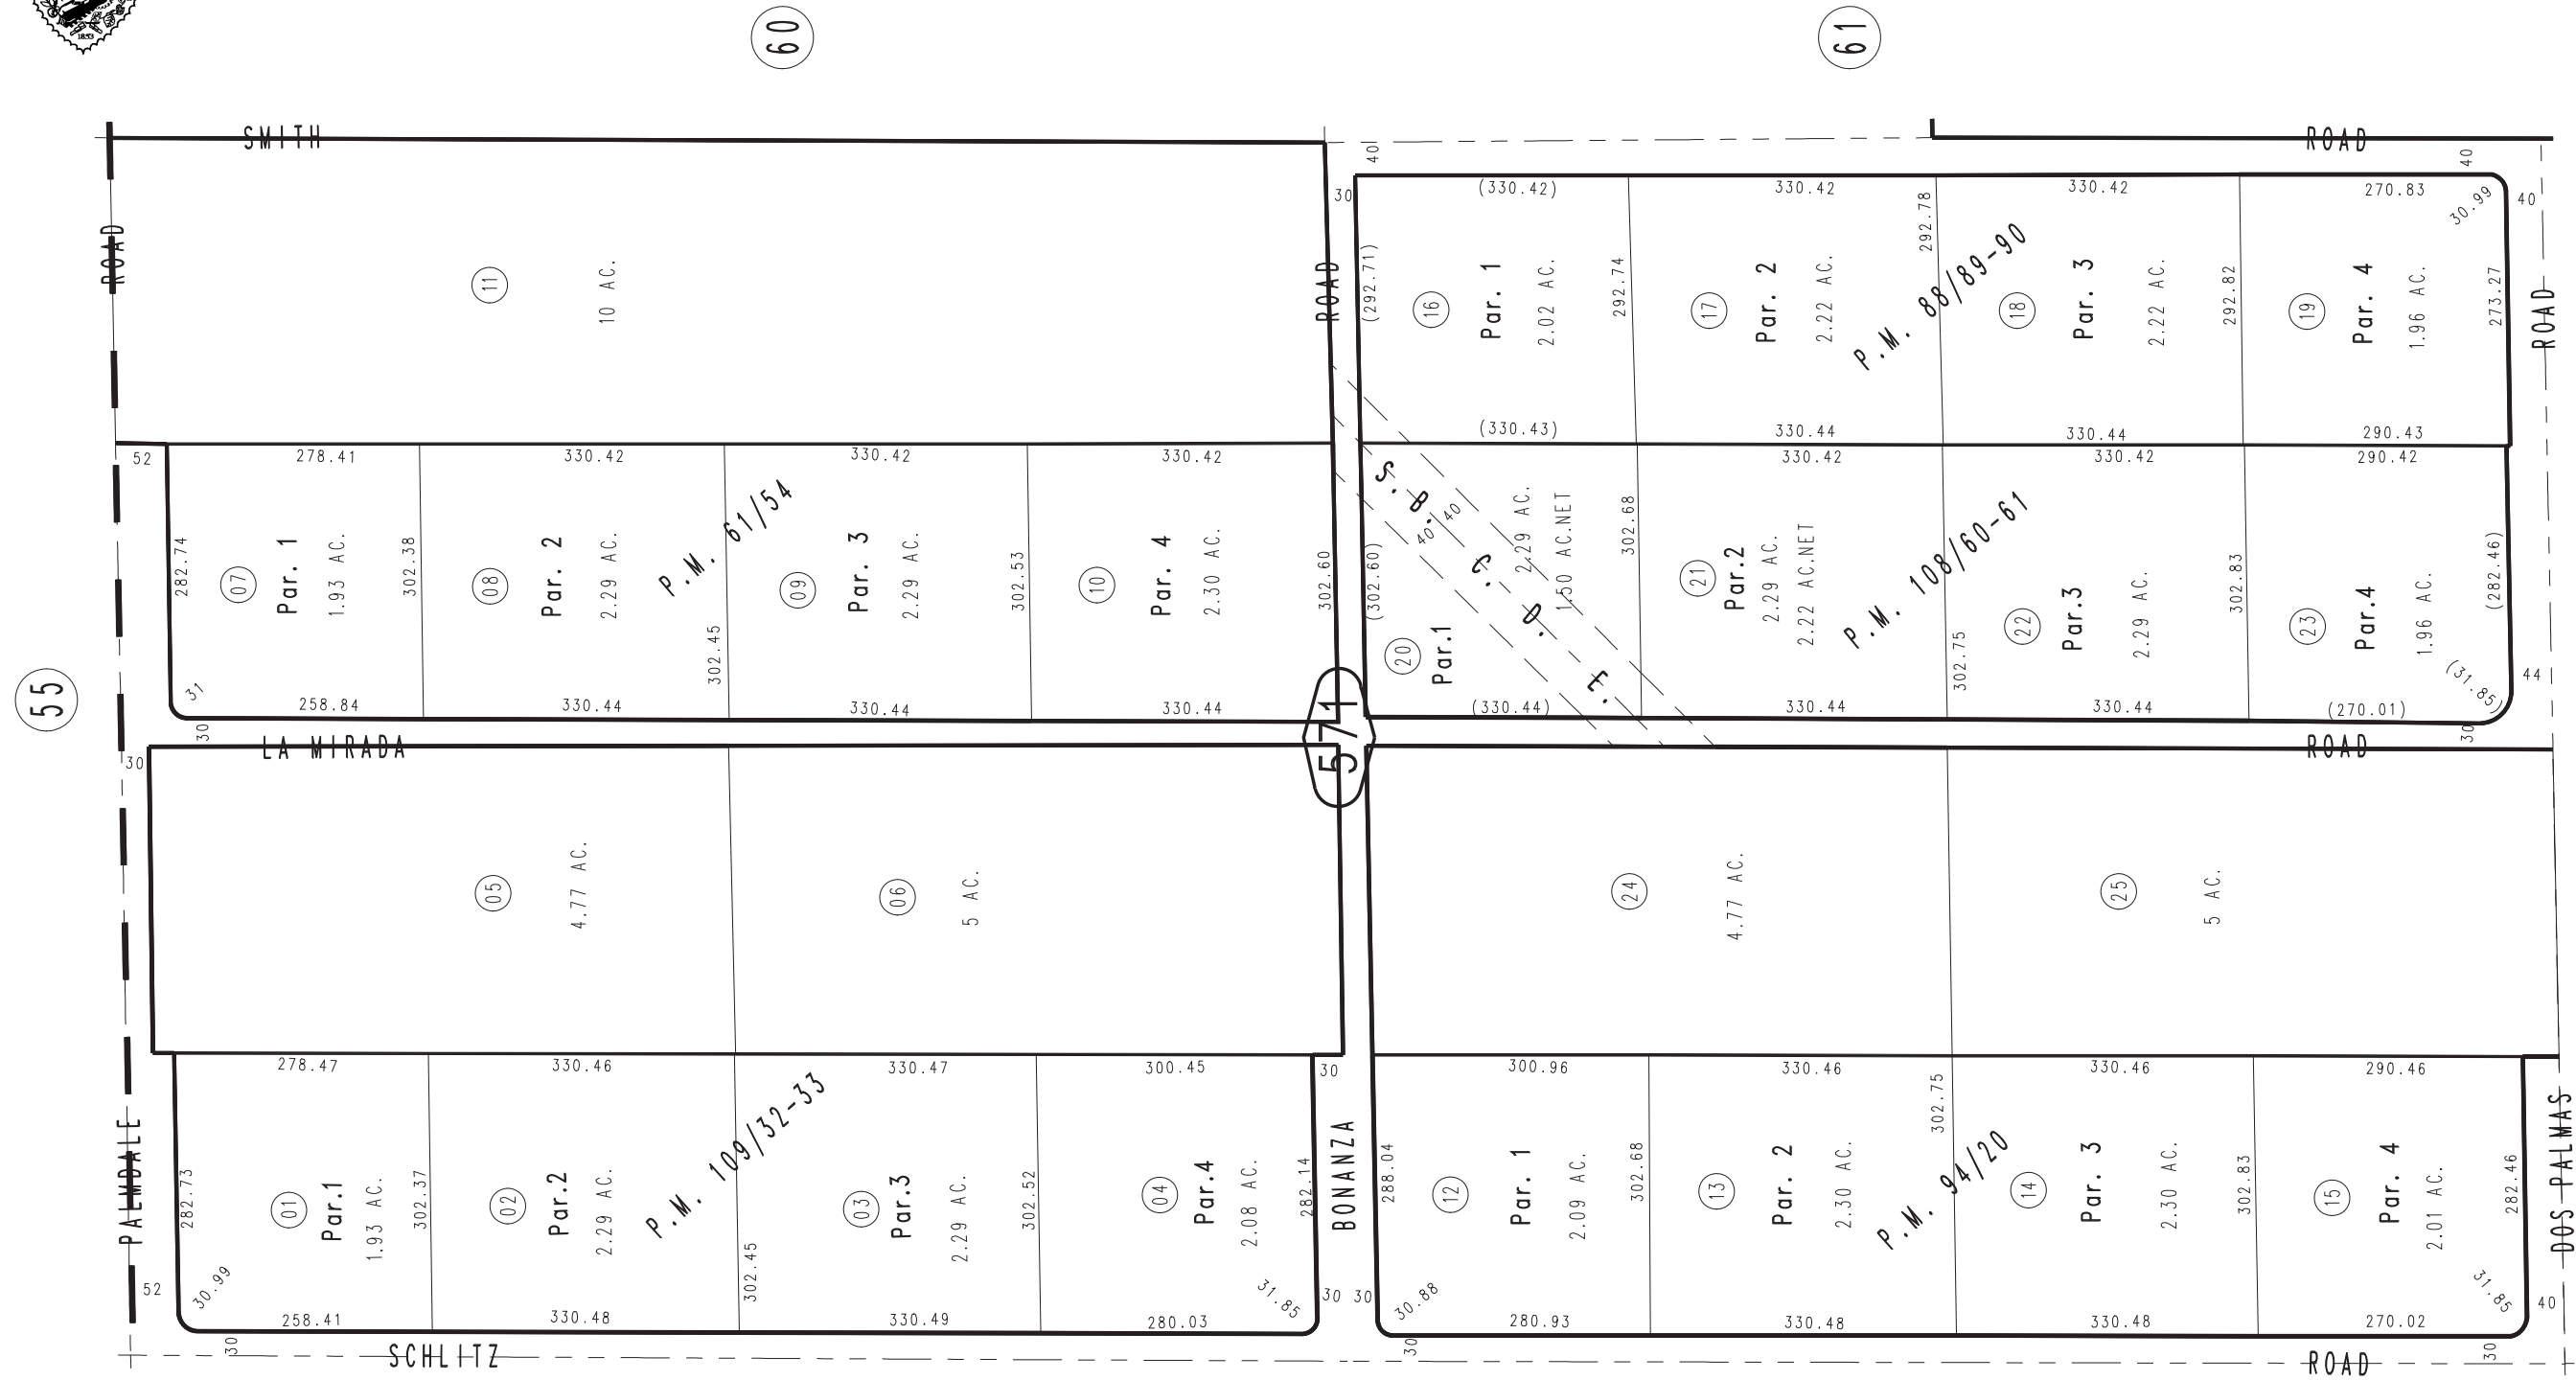 1853
60
61
SMITH
ROAD
ROAD
40
40
30
(330.42)
330.42
330.42
270.83
30.99
40
ROAD
(292.71)
292.74
292.78
292.82
273.27
ROAD
11
10 AC.
16
Par. 1
2.02 AC.
17
Par. 2
2.22 AC.
P.M. 88/89-90
18
Par. 3
2.22 AC.
19
Par. 4
1.96 AC.
(330.43)
330.44
330.44
290.43
52
278.41
330.42
330.42
330.42
330.42
330.42
290.42
282.74
07
Par. 1
1.93 AC.
302.38
08
Par. 2
2.29 AC.
302.45
P.M. 61/54
09
Par. 3
2.29 AC.
302.53
10
Par. 4
2.30 AC.
302.60
(302.60)
S.B.C.D.E.
40
40
20
Par.1
2.29 AC.
1.50 AC.NET
302.68
21
Par.2
2.29 AC.
2.22 AC.NET
P.M. 108/60-61
302.75
22
Par.3
2.29 AC.
302.83
23
Par.4
1.96 AC.
(282.46)
(31.85)
44
55
31
258.84
330.44
330.44
330.44
(330.44)
330.44
330.44
(270.01)
30
30
LA MIRADA
571
ROAD
30
05
4.77 AC.
06
5 AC.
24
4.77 AC.
25
5 AC.
278.47
330.46
330.47
300.45
30
300.96
330.46
330.46
290.46
PALMDALE
282.73
01
Par.1
1.93 AC.
302.37
02
Par.2
2.29 AC.
P.M. 109/32-33
302.45
03
Par.3
2.29 AC.
302.52
04
Par.4
2.08 AC.
282.14
BONANZA
288.04
12
Par. 1
2.09 AC.
302.68
13
Par. 2
2.30 AC.
P.M. 94/20
302.75
14
Par. 3
2.30 AC.
302.83
15
Par. 4
2.01 AC.
282.46
DOS PALMAS
52
30.99
31.85
30
30
30.88
31.85
40
258.41
330.48
330.49
280.03
280.93
330.48
330.48
270.02
30
30
30
SCHLITZ
ROAD